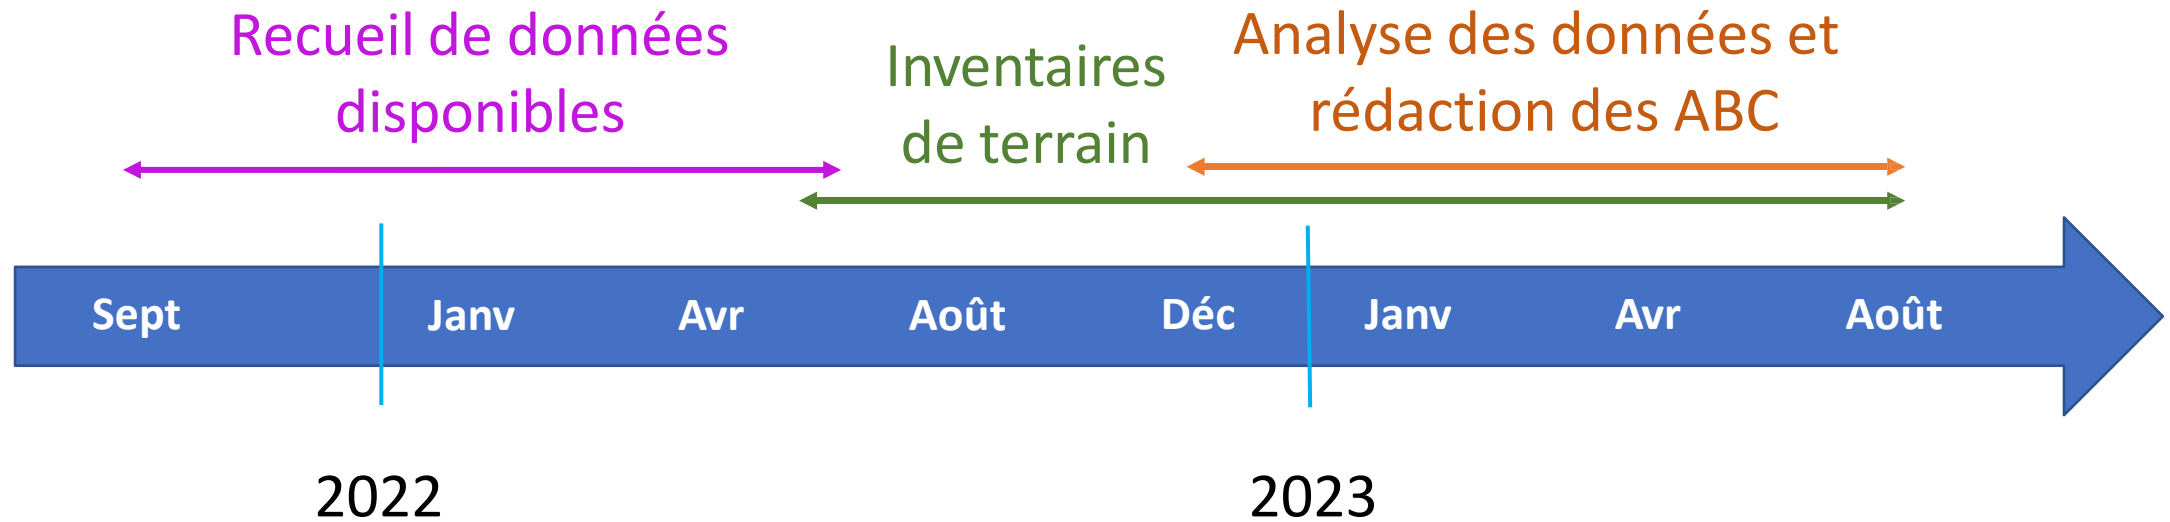 Recueil de données
disponibles
Inventaires
de terrain
Analyse des données et
rédaction des ABC
Sept Janv Avr Août Déc Janv Avr Août
2022 2023